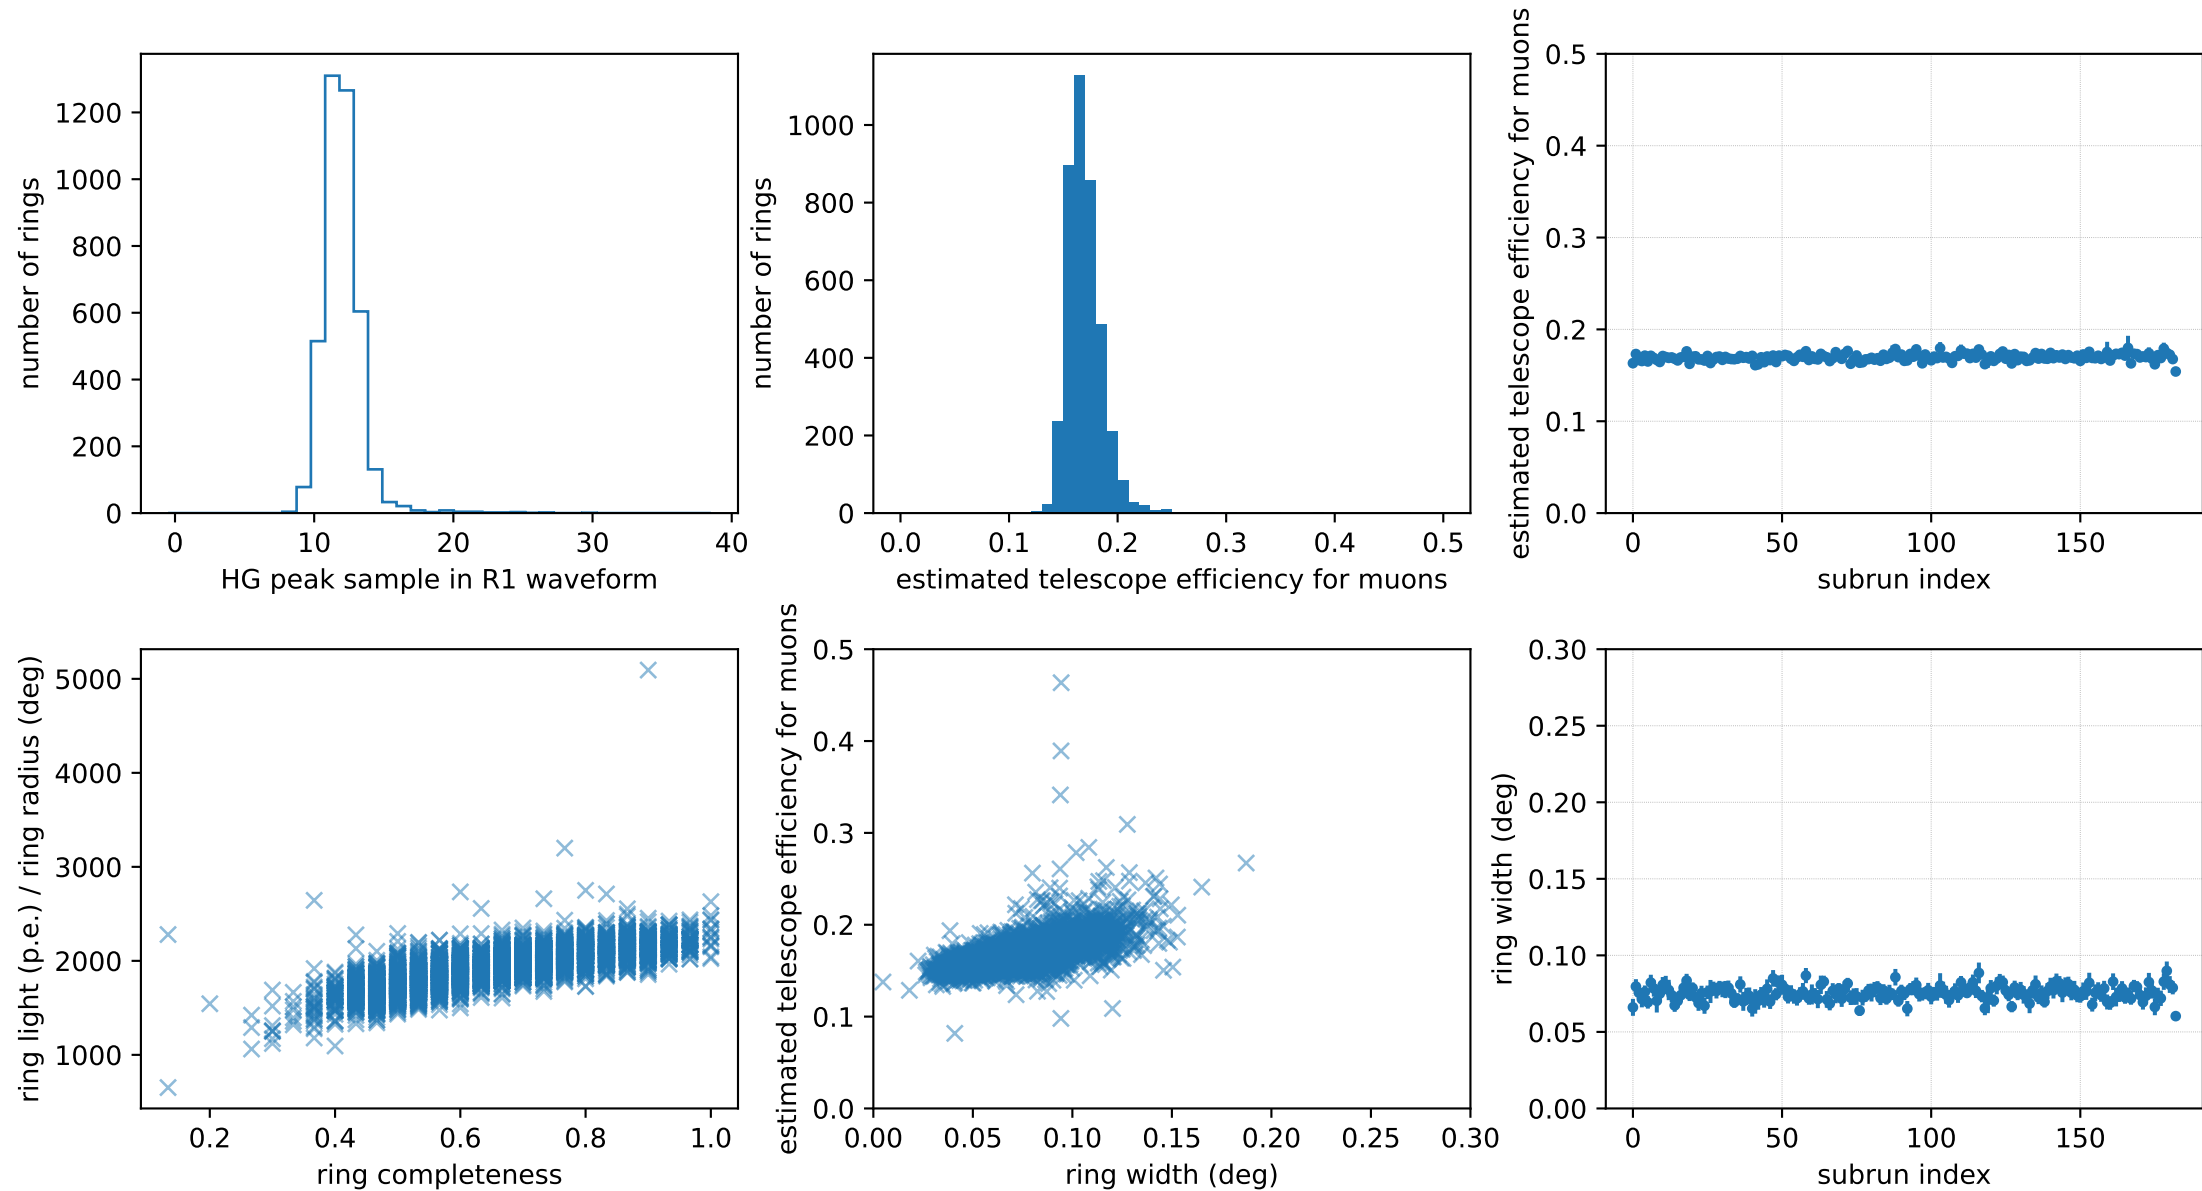 number of rings
1200
1000
800
600
400
200
0
0 10 20 30 40
HG peak sample in R1 waveform
number of rings
1000
800
600
400
200
0
0.0 0.1 0.2 0.3 0.4 0.5
estimated telescope efficiency for muons
estimated telescope efficiency for muons
0.5
0.4
0.3
0.2
0.1
0.0
0 50 100 150
subrun index
ring light (p.e.) / ring radius (deg)
5000
4000
3000
2000
1000
0.2 0.4 0.6 0.8 1.0
ring completeness
estimated telescope efficiency for muons
0.5
0.4
0.3
0.2
0.1
0.0
0.00 0.05 0.10 0.15 0.20 0.25 0.30
ring width (deg)
ring width (deg)
0.30
0.25
0.20
0.15
0.10
0.05
0.00
0 50 100 150
subrun index